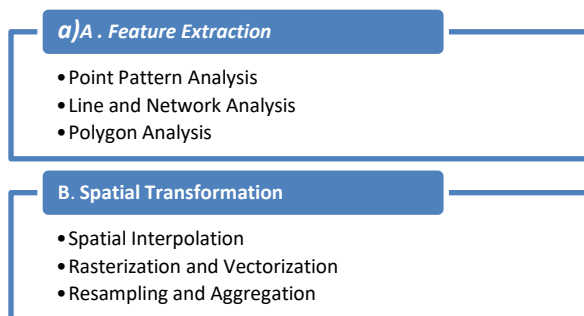 a)A . Feature Extraction
•Point Pattern Analysis
•Line and Network Analysis
•Polygon Analysis
B. Spatial Transformation
•Spatial Interpolation
•Rasterization and Vectorization
•Resampling and Aggregation